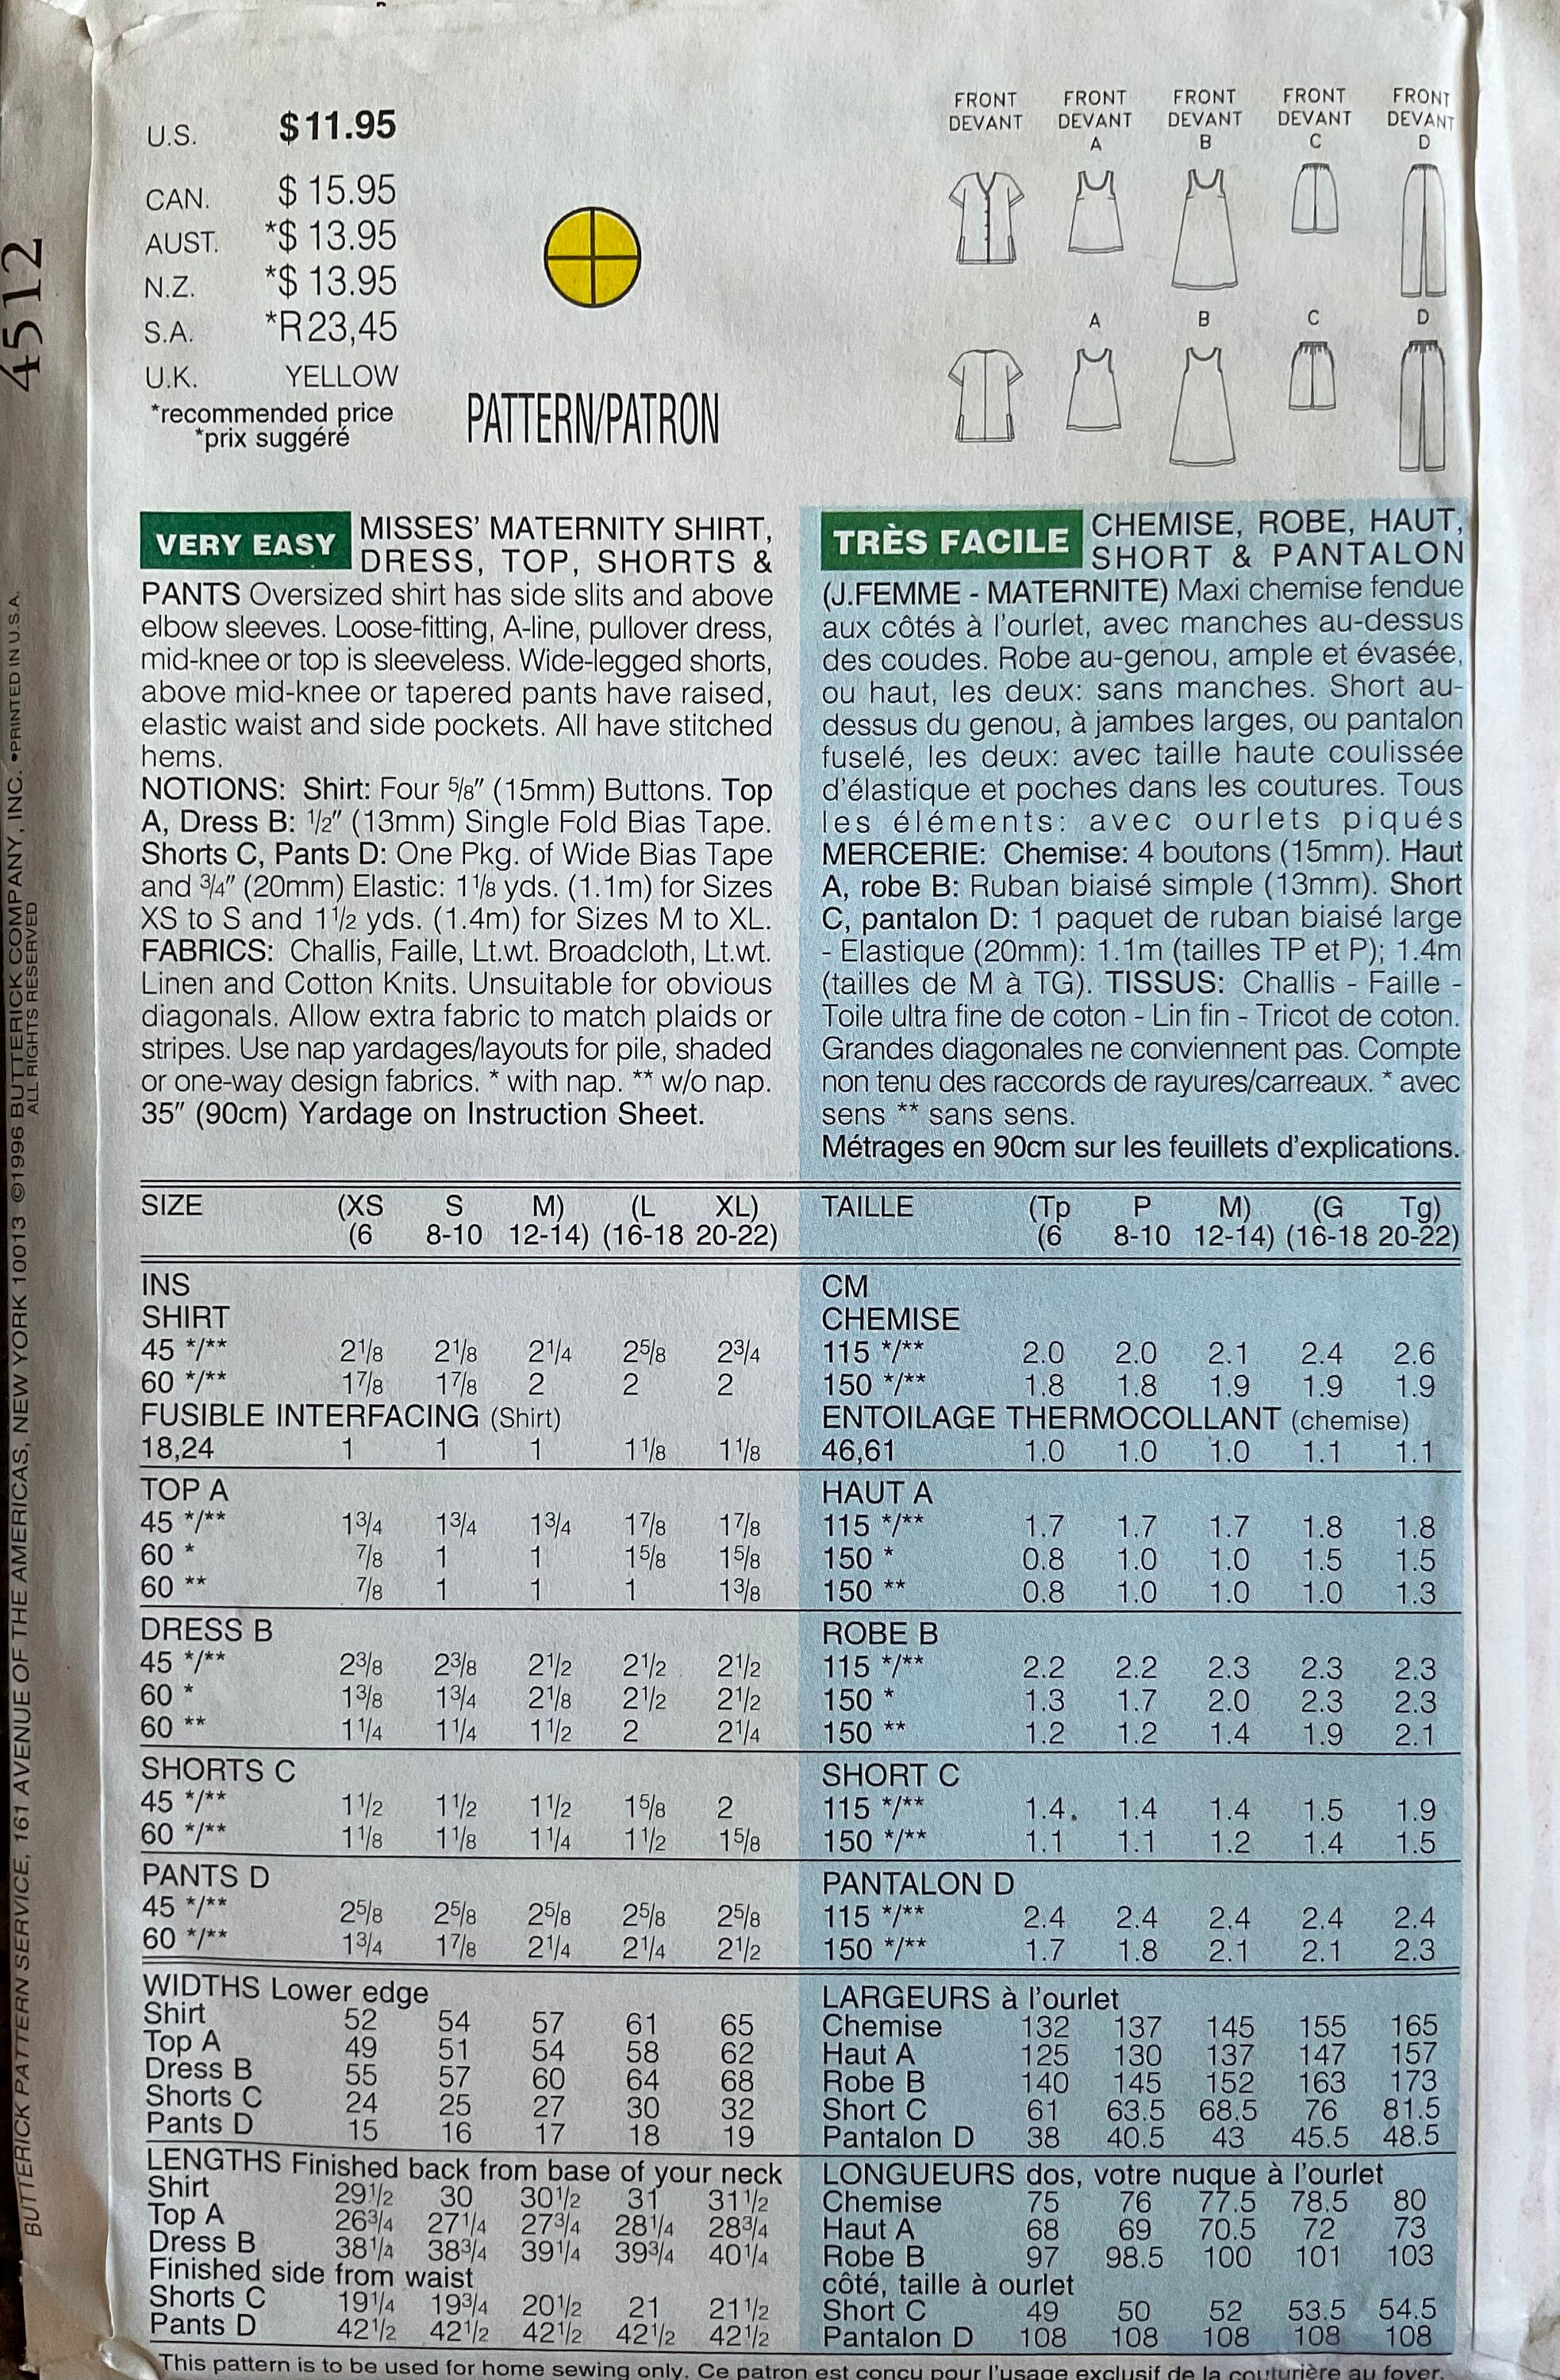 U.S. $11.95
CAN. $ 15.95
AUST. *$ 13.95
N.Z. *$ 13.95
S.A. *R23,45
U.K. YELLOW
*recommended price
*prix suggéré
PATTERN/PATRON
FRONT FRONT FRONT FRONT FRONT
DEVANT DEVANT DEVANT DEVANT DEVANT
A B C D
A B C D
4512
BUTTERICK PATTERN SERVICE, 161 AVENUE OF THE AMERICAS, NEW YORK 10013 ©1996 BUTTERICK COMPANY, INC. •PRINTED IN U.S.A.
ALL RIGHTS RESERVED
VERY EASY MISSES' MATERNITY SHIRT,
DRESS, TOP, SHORTS &
PANTS Oversized shirt has side slits and above
elbow sleeves. Loose-fitting, A-line, pullover dress,
mid-knee or top is sleeveless. Wide-legged shorts,
above mid-knee or tapered pants have raised,
elastic waist and side pockets. All have stitched
hems.
NOTIONS: Shirt: Four 5/8" (15mm) Buttons. Top
A, Dress B: 1/2" (13mm) Single Fold Bias Tape.
Shorts C, Pants D: One Pkg. of Wide Bias Tape
and 3/4" (20mm) Elastic: 1 1/8 yds. (1.1m) for Sizes
XS to S and 1 1/2 yds. (1.4m) for Sizes M to XL.
FABRICS: Challis, Faille, Lt.wt. Broadcloth, Lt.wt.
Linen and Cotton Knits. Unsuitable for obvious
diagonals. Allow extra fabric to match plaids or
stripes. Use nap yardages/layouts for pile, shaded
or one-way design fabrics. * with nap. ** w/o nap.
35" (90cm) Yardage on Instruction Sheet.
TRÈS FACILE CHEMISE, ROBE, HAUT,
SHORT & PANTALON
(J.FEMME - MATERNITE) Maxi chemise fendue
aux côtés à l'ourlet, avec manches au-dessus
des coudes. Robe au-genou, ample et évasée,
ou haut, les deux: sans manches. Short au-
dessus du genou, à jambes larges, ou pantalon
fuselé, les deux: avec taille haute coulissée
d'élastique et poches dans les coutures. Tous
les éléments: avec ourlets piqués
MERCERIE: Chemise: 4 boutons (15mm). Haut
A, robe B: Ruban biaisé simple (13mm). Short
C, pantalon D: 1 paquet de ruban biaisé large
- Elastique (20mm): 1.1m (tailles TP et P); 1.4m
(tailles de M à TG). TISSUS: Challis - Faille -
Toile ultra fine de coton - Lin fin - Tricot de coton.
Grandes diagonales ne conviennent pas. Compte
non tenu des raccords de rayures/carreaux. * avec
sens ** sans sens.
Métrages en 90cm sur les feuillets d'explications.
SIZE (XS S M) (L XL)
(6 8-10 12-14) (16-18 20-22)
INS
SHIRT
45 */** 2 1/8 2 1/8 2 1/4 2 5/8 2 3/4
60 */** 1 7/8 1 7/8 2 2 2
FUSIBLE INTERFACING (Shirt)
18,24 1 1 1 1 1/8 1 1/8
TOP A
45 */** 1 3/4 1 3/4 1 3/4 1 7/8 1 7/8
60 * 7/8 1 1 1 5/8 1 5/8
60 ** 7/8 1 1 1 1 3/8
DRESS B
45 */** 2 3/8 2 3/8 2 1/2 2 1/2 2 1/2
60 * 1 3/8 1 3/4 2 1/8 2 1/2 2 1/2
60 ** 1 1/4 1 1/4 1 1/2 2 2 1/4
SHORTS C
45 */** 1 1/2 1 1/2 1 1/2 1 5/8 2
60 */** 1 1/8 1 1/8 1 1/4 1 1/2 1 5/8
PANTS D
45 */** 2 5/8 2 5/8 2 5/8 2 5/8 2 5/8
60 */** 1 3/4 1 7/8 2 1/4 2 1/4 2 1/2
WIDTHS Lower edge
Shirt 52 54 57 61 65
Top A 49 51 54 58 62
Dress B 55 57 60 64 68
Shorts C 24 25 27 30 32
Pants D 15 16 17 18 19
LENGTHS Finished back from base of your neck
Shirt 29 1/2 30 30 1/2 31 31 1/2
Top A 26 3/4 27 1/4 27 3/4 28 1/4 28 3/4
Dress B 38 1/4 38 3/4 39 1/4 39 3/4 40 1/4
Finished side from waist
Shorts C 19 1/4 19 3/4 20 1/2 21 21 1/2
Pants D 42 1/2 42 1/2 42 1/2 42 1/2 42 1/2
TAILLE (Tp P M) (G Tg)
(6 8-10 12-14) (16-18 20-22)
CM
CHEMISE
115 */** 2.0 2.0 2.1 2.4 2.6
150 */** 1.8 1.8 1.9 1.9 1.9
ENTOILAGE THERMOCOLLANT (chemise)
46,61 1.0 1.0 1.0 1.1 1.1
HAUT A
115 */** 1.7 1.7 1.7 1.8 1.8
150 * 0.8 1.0 1.0 1.5 1.5
150 ** 0.8 1.0 1.0 1.0 1.3
ROBE B
115 */** 2.2 2.2 2.3 2.3 2.3
150 * 1.3 1.7 2.0 2.3 2.3
150 ** 1.2 1.2 1.4 1.9 2.1
SHORT C
115 */** 1.4 1.4 1.4 1.5 1.9
150 */** 1.1 1.1 1.2 1.4 1.5
PANTALON D
115 */** 2.4 2.4 2.4 2.4 2.4
150 */** 1.7 1.8 2.1 2.1 2.3
LARGEURS à l'ourlet
Chemise 132 137 145 155 165
Haut A 125 130 137 147 157
Robe B 140 145 152 163 173
Short C 61 63.5 68.5 76 81.5
Pantalon D 38 40.5 43 45.5 48.5
LONGUEURS dos, votre nuque à l'ourlet
Chemise 75 76 77.5 78.5 80
Haut A 68 69 70.5 72 73
Robe B 97 98.5 100 101 103
côté, taille à ourlet
Short C 49 50 52 53.5 54.5
Pantalon D 108 108 108 108 108
This pattern is to be used for home sewing only. Ce patron est conçu pour l'usage exclusif de la couturière au foyer.